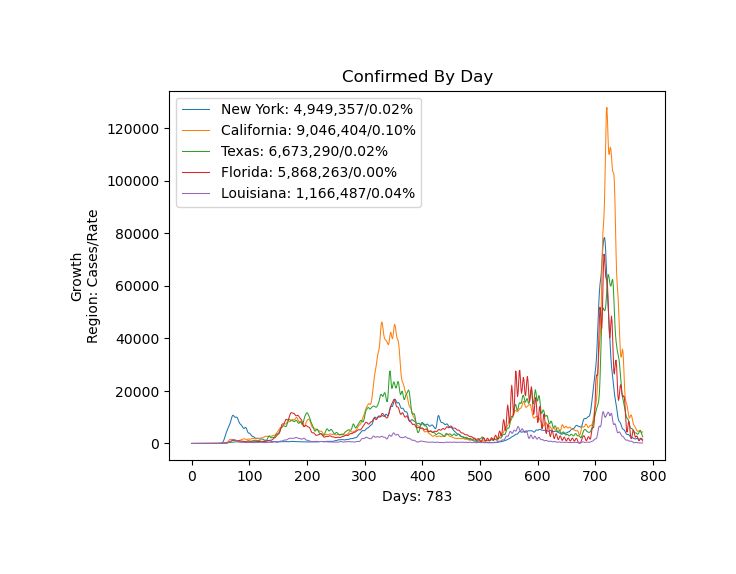 Confirmed By Day
New York: 4,949,357/0.02%
California: 9,046,404/0.10%
Texas: 6,673,290/0.02%
Florida: 5,868,263/0.00%
Louisiana: 1,166,487/0.04%
Growth
Region: Cases/Rate
120000
100000
80000
60000
40000
20000
0
0 100 200 300 400 500 600 700 800
Days: 783